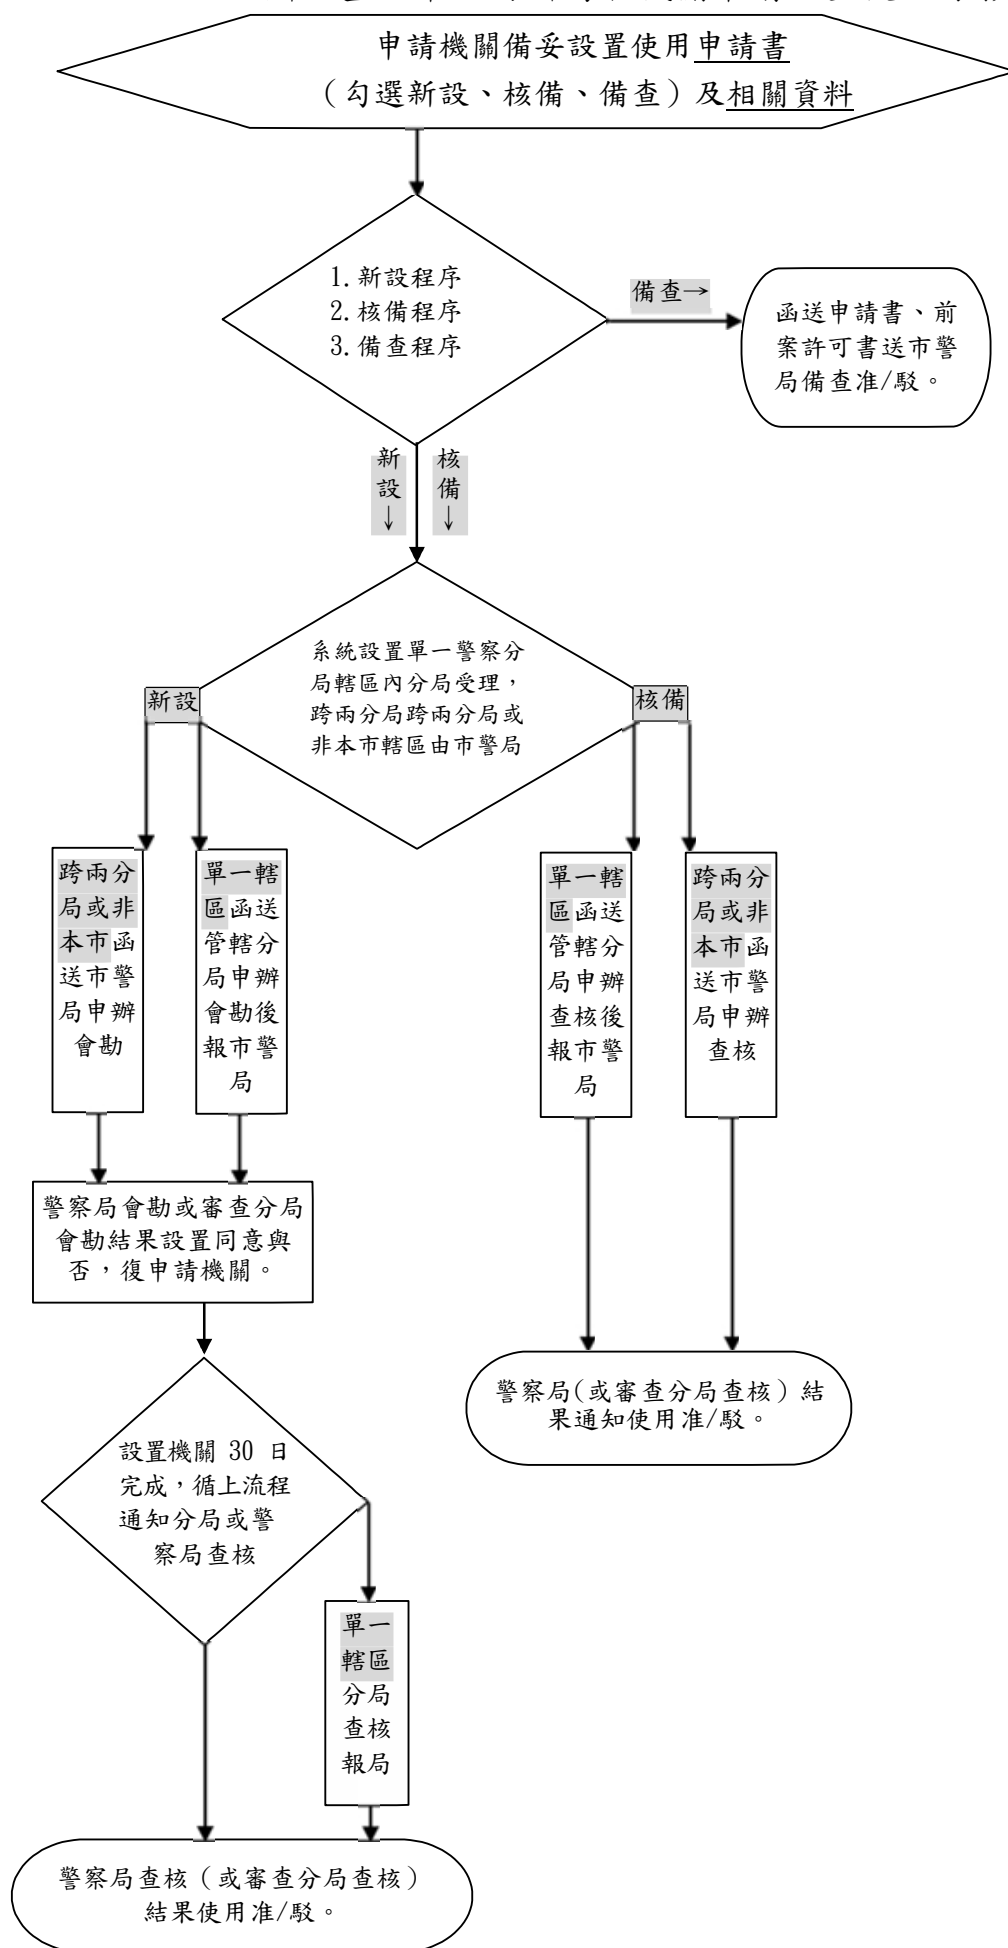 申請機關備妥設置使用申請書
（勾選新設、核備、備查）及相關資料
1.新設程序
2.核備程序
3.備查程序
備查→
函送申請書、前
案許可書送市警
局備查准/駁。
新
設
↓
核
備
↓
系統設置單一警察分
局轄區內分局受理，
跨兩分局跨兩分局或
非本市轄區由市警局
新設
核備
跨兩分
局或非
本市函
送市警
局申辦
會勘
單一轄
區函送
管轄分
局申辦
會勘後
報市警
局
單一轄
區函送
管轄分
局申辦
查核後
報市警
局
跨兩分
局或非
本市函
送市警
局申辦
查核
警察局會勘或審查分局
會勘結果設置同意與
否，復申請機關。
警察局(或審查分局查核) 結
果通知使用准/駁。
設置機關 30 日
完成，循上流程
通知分局或警
察局查核
單一
轄區
分局
查核
報局
警察局查核（或審查分局查核）
結果使用准/駁。